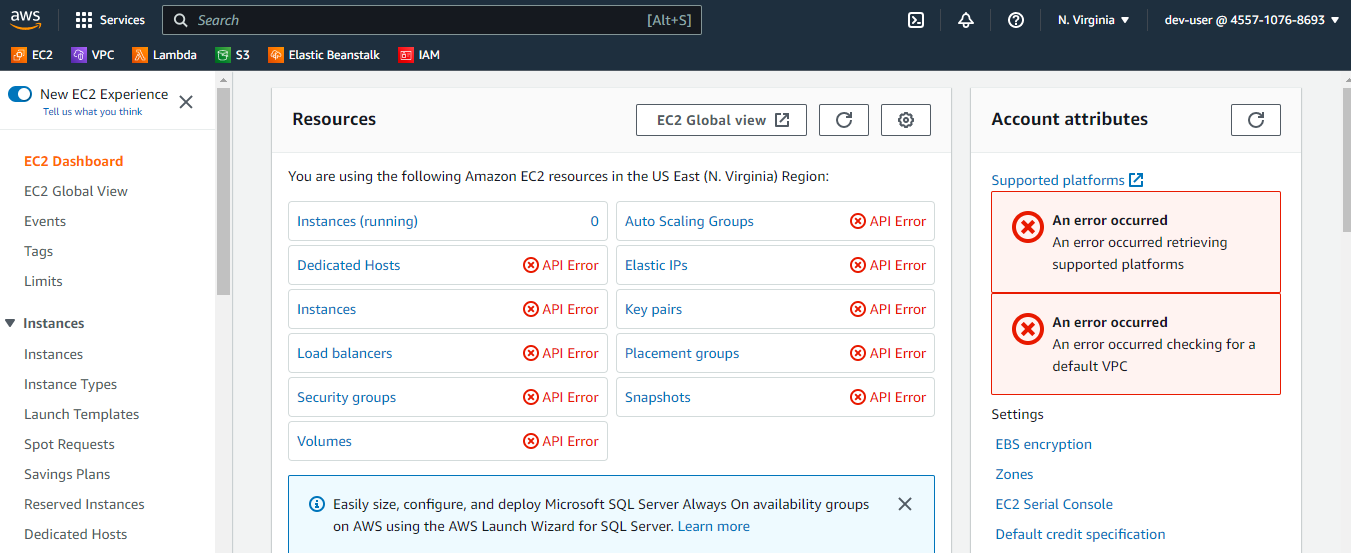 aws
Services
Search
[Alt+S]
N. Virginia
dev-user @ 4557-1076-8693
EC2
VPC
Lambda
S3
Elastic Beanstalk
IAM
New EC2 Experience
Tell us what you think
EC2 Dashboard
EC2 Global View
Events
Tags
Limits
Instances
Instances
Instance Types
Launch Templates
Spot Requests
Savings Plans
Reserved Instances
Dedicated Hosts
Resources
EC2 Global view
You are using the following Amazon EC2 resources in the US East (N. Virginia) Region:
Instances (running) 0
Auto Scaling Groups API Error
Dedicated Hosts API Error
Elastic IPs API Error
Instances API Error
Key pairs API Error
Load balancers API Error
Placement groups API Error
Security groups API Error
Snapshots API Error
Volumes API Error
Easily size, configure, and deploy Microsoft SQL Server Always On availability groups
on AWS using the AWS Launch Wizard for SQL Server. Learn more
Account attributes
Supported platforms
An error occurred
An error occurred retrieving
supported platforms
An error occurred
An error occurred checking for a
default VPC
Settings
EBS encryption
Zones
EC2 Serial Console
Default credit specification